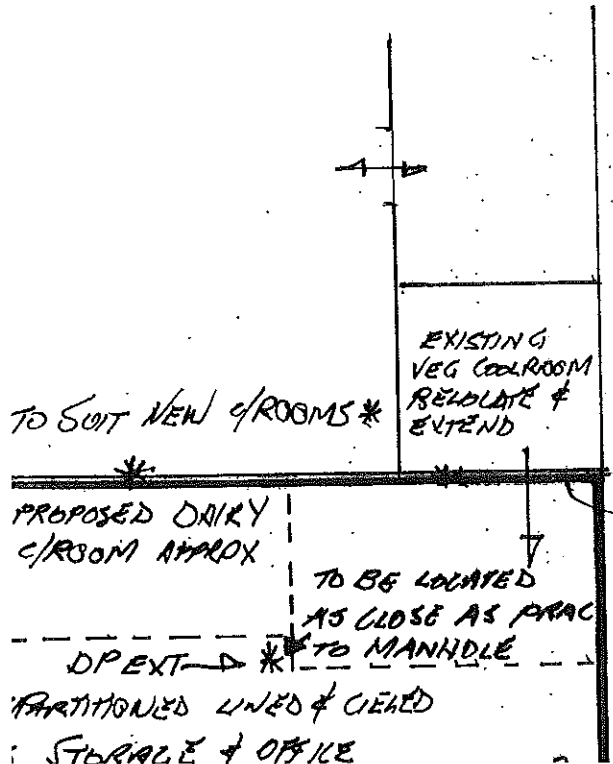 EXISTING
VEG COOLROOM
RELOCATE &
EXTEND
TO SUIT NEW C/ROOMS *
PROPOSED DAIRY
C/ROOM APPROX
TO BE LOCATED
AS CLOSE AS PRAC
TO MANHOLE
DP EXT *
PARTITIONED LINED & CIELED
STORAGE & OFFICE